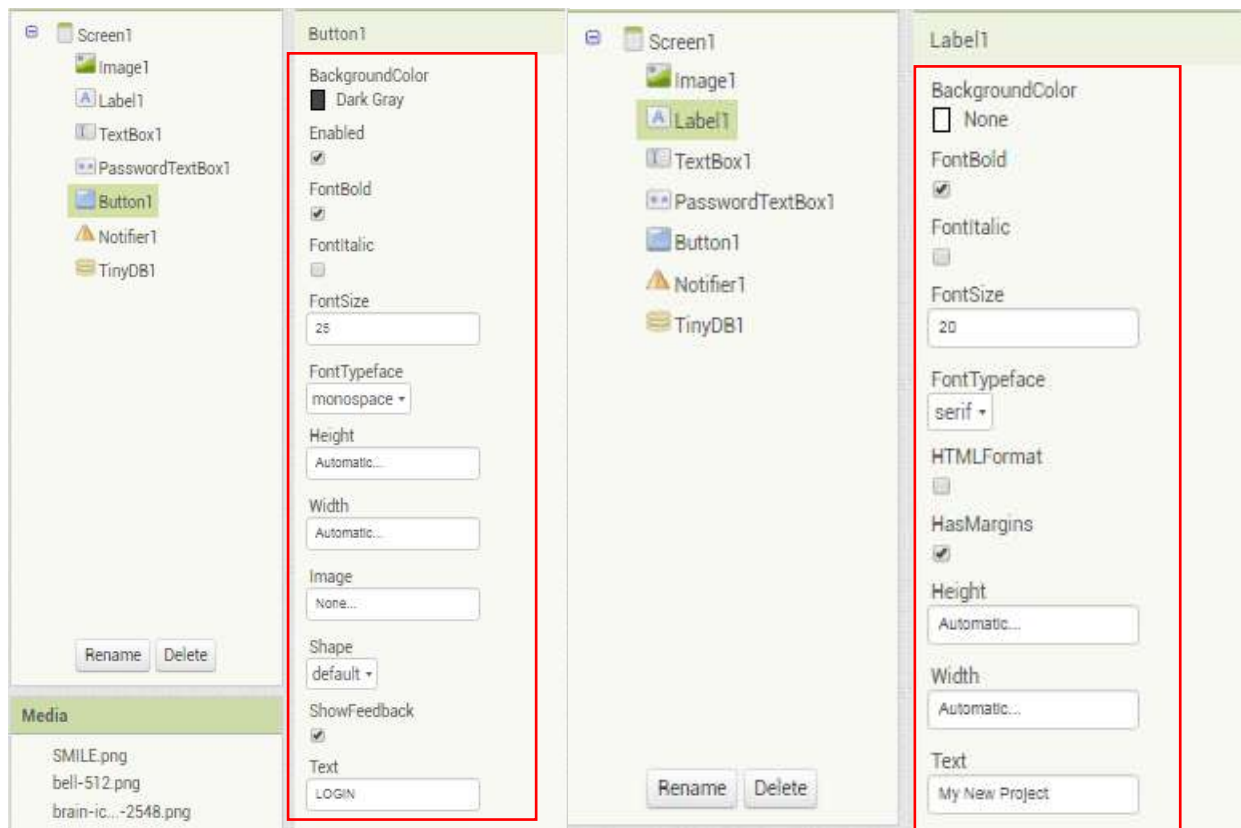 Screen1
Image1
Label1
TextBox1
PasswordTextBox1
Button1
Notifier1
TinyDB1
Rename
Delete
Media
SMILE.png
bell-512.png
brain-ic...-2548.png
Button1
BackgroundColor
Dark Gray
Enabled
FontBold
FontItalic
FontSize
25
FontTypeface
monospace
Height
Automatic...
Width
Automatic...
Image
None...
Shape
default
ShowFeedback
Text
LOGIN
Screen1
Image1
Label1
TextBox1
PasswordTextBox1
Button1
Notifier1
TinyDB1
Rename
Delete
Label1
BackgroundColor
None
FontBold
FontItalic
FontSize
20
FontTypeface
serif
HTMLFormat
HasMargins
Height
Automatic...
Width
Automatic...
Text
My New Project